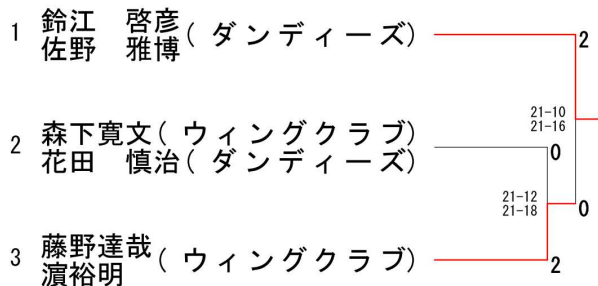 1 鈴江 啓彦
佐野 雅博 ( ダンディーズ )
2
21-10
21-16
2 森下寛文 ( ウィングクラブ )
花田 慎治 ( ダンディーズ )
0
21-12
21-18
0
3 藤野達哉
濵裕明 ( ウィングクラブ )
2